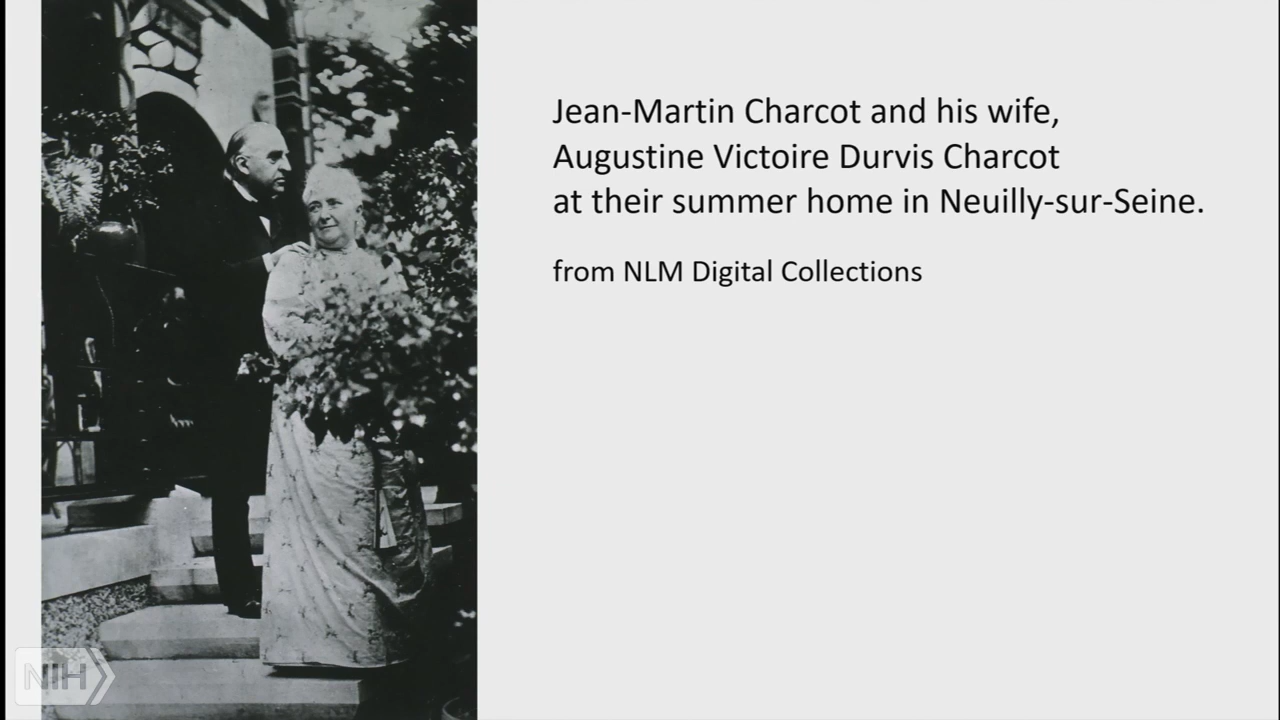 Jean-Martin Charcot and his wife,
Augustine Victoire Durvis Charcot
at their summer home in Neuilly-sur-Seine.
from NLM Digital Collections
NIH